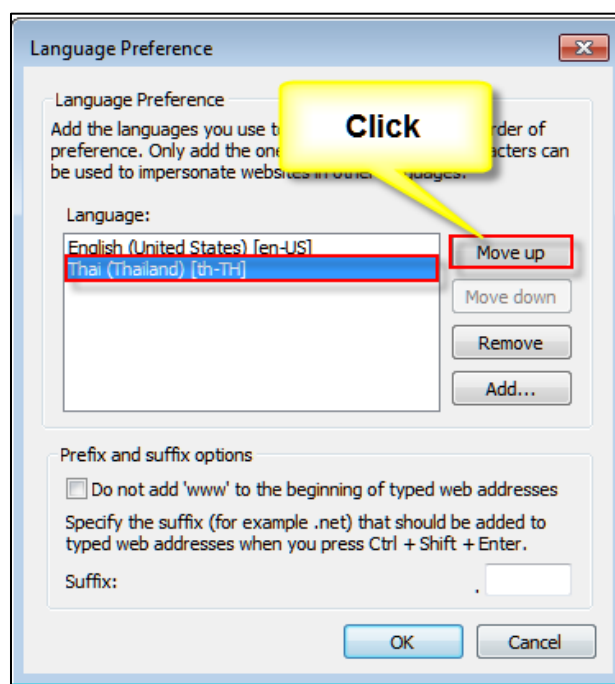 Language Preference
Language Preference
Click
Add the languages you use t rder of
preference. Only add the one acters can
be used to impersonate websites in other languages.
Language:
English (United States) [en-US]
Thai (Thailand) [th-TH]
Move up
Move down
Remove
Add...
Prefix and suffix options
Do not add 'www' to the beginning of typed web addresses
Specify the suffix (for example .net) that should be added to
typed web addresses when you press Ctrl + Shift + Enter.
Suffix: .
OK Cancel